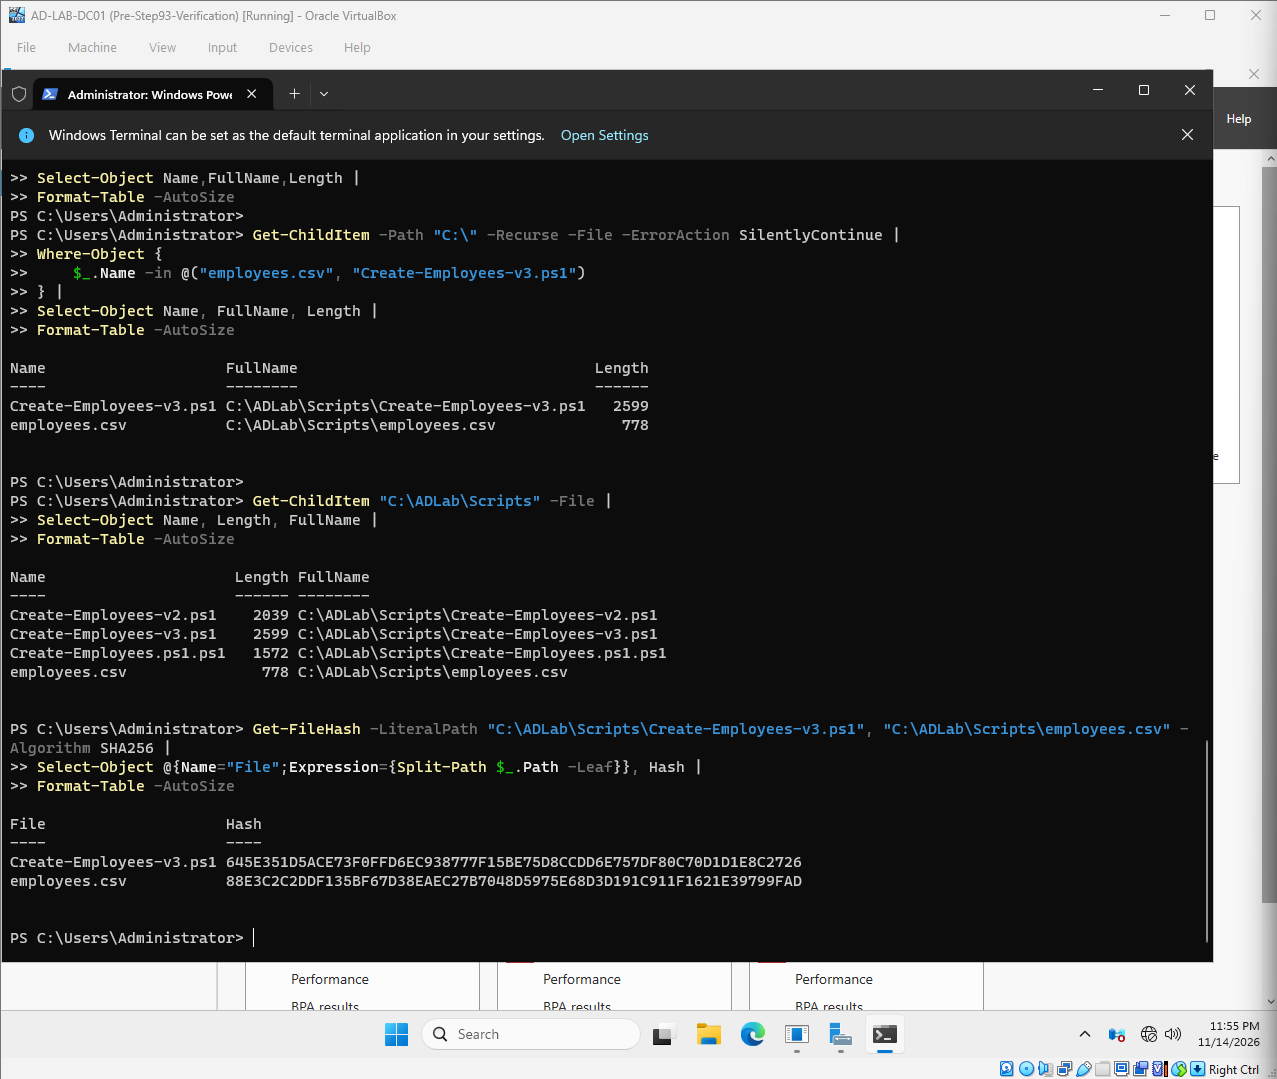 AD-LAB-DC01 (Pre-Step93-Verification) [Running] - Oracle VirtualBox
File Machine View Input Devices Help
Administrator: Windows Powe
Help
Windows Terminal can be set as the default terminal application in your settings. Open Settings
>> Select-Object Name,FullName,Length |
>> Format-Table -AutoSize
PS C:\Users\Administrator>
PS C:\Users\Administrator> Get-ChildItem -Path "C:\" -Recurse -File -ErrorAction SilentlyContinue |
>> Where-Object {
>>     $_.Name -in @("employees.csv", "Create-Employees-v3.ps1")
>> } |
>> Select-Object Name, FullName, Length |
>> Format-Table -AutoSize
Name FullName Length
---- -------- ------
Create-Employees-v3.ps1 C:\ADLab\Scripts\Create-Employees-v3.ps1 2599
employees.csv C:\ADLab\Scripts\employees.csv 778
PS C:\Users\Administrator>
PS C:\Users\Administrator> Get-ChildItem "C:\ADLab\Scripts" -File |
>> Select-Object Name, Length, FullName |
>> Format-Table -AutoSize
Name Length FullName
---- ------ --------
Create-Employees-v2.ps1 2039 C:\ADLab\Scripts\Create-Employees-v2.ps1
Create-Employees-v3.ps1 2599 C:\ADLab\Scripts\Create-Employees-v3.ps1
Create-Employees.ps1.ps1 1572 C:\ADLab\Scripts\Create-Employees.ps1.ps1
employees.csv 778 C:\ADLab\Scripts\employees.csv
PS C:\Users\Administrator> Get-FileHash -LiteralPath "C:\ADLab\Scripts\Create-Employees-v3.ps1", "C:\ADLab\Scripts\employees.csv" -
Algorithm SHA256 |
>> Select-Object @{Name="File";Expression={Split-Path $_.Path -Leaf}}, Hash |
>> Format-Table -AutoSize
File Hash
---- ----
Create-Employees-v3.ps1 645E351D5ACE73F0FFD6EC938777F15BE75D8CCDD6E757DF80C70D1D1E8C2726
employees.csv 88E3C2C2DDF135BF67D38EAEC27B7048D5975E68D3D191C911F1621E39799FAD
PS C:\Users\Administrator>
Performance Performance Performance
BPA results BPA results BPA results
Search
11:55 PM
11/14/2026
Right Ctrl